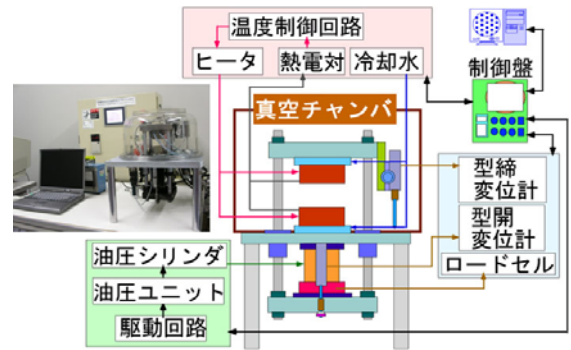 温度制御回路
ヒータ
熱電対
冷却水
制御盤
真空チャンバ
型締
変位計
型開
変位計
ロードセル
油圧シリンダ
油圧ユニット
駆動回路